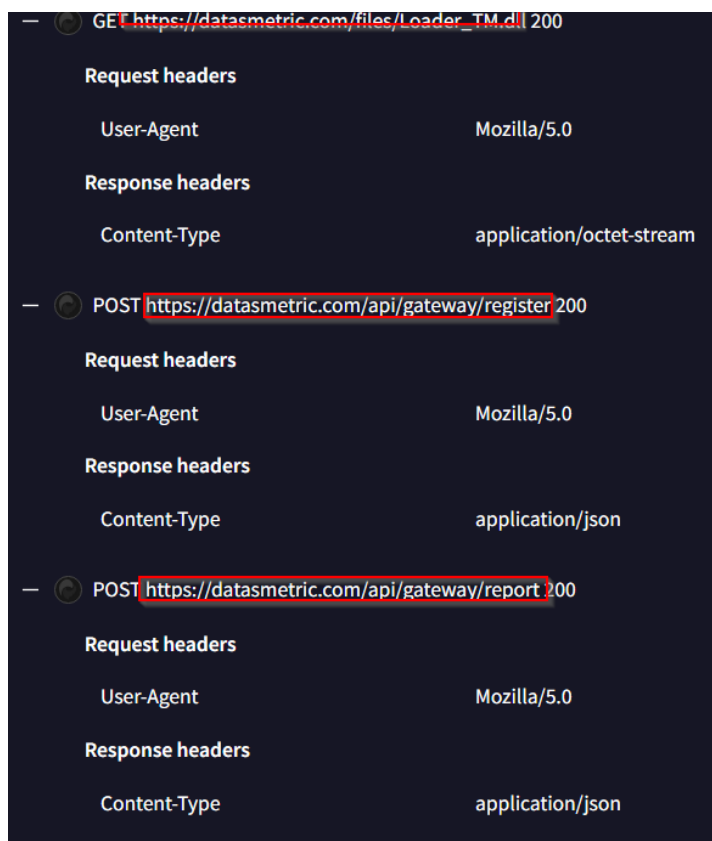 — GET https://datasmetric.com/files/Loader_TM.dll 200
Request headers
User-Agent Mozilla/5.0
Response headers
Content-Type application/octet-stream
— POST https://datasmetric.com/api/gateway/register 200
Request headers
User-Agent Mozilla/5.0
Response headers
Content-Type application/json
— POST https://datasmetric.com/api/gateway/report 200
Request headers
User-Agent Mozilla/5.0
Response headers
Content-Type application/json